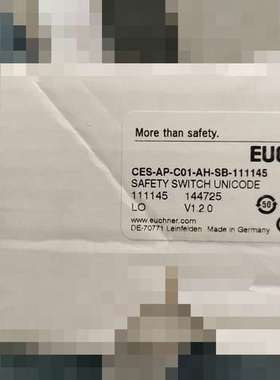 More than safety.
EUC
CES-AP-C01-AH-SB-111145
SAFETY SWITCH UNICODE
111145 144725
LO V1.2.0
www.euchner.com
DE-70771 Leinfelden Made in Germany
50